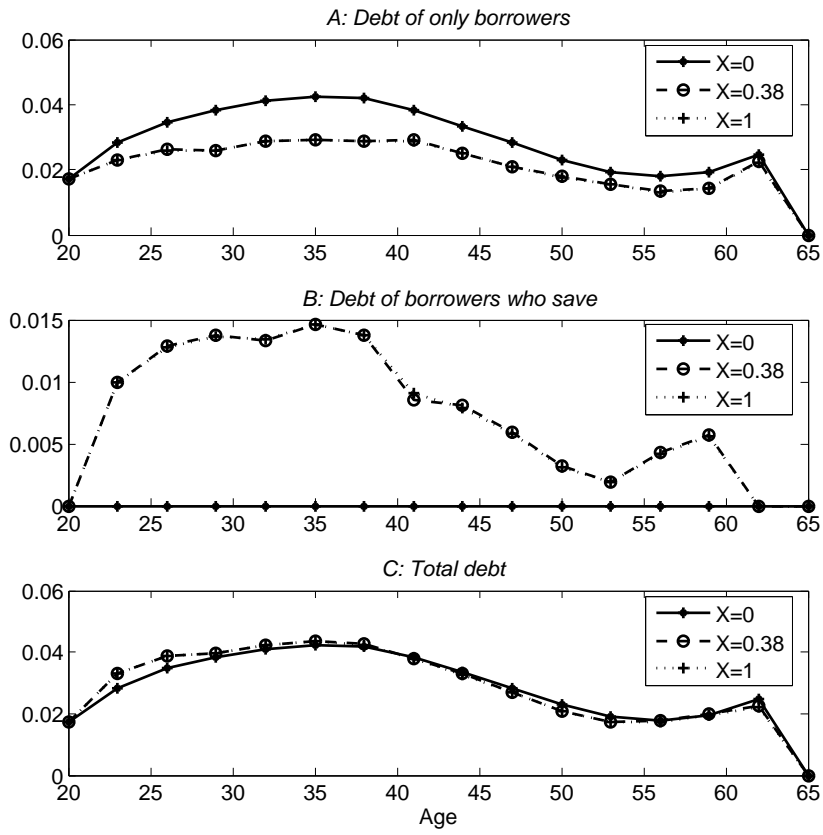 A: Debt of only borrowers
0.06
0.04
0.02
0
X=0
X=0.38
X=1
20 25 30 35 40 45 50 55 60 65
B: Debt of borrowers who save
0.015
0.01
0.005
0
X=0
X=0.38
X=1
20 25 30 35 40 45 50 55 60 65
C: Total debt
0.06
0.04
0.02
0
X=0
X=0.38
X=1
20 25 30 35 40 45 50 55 60 65
Age